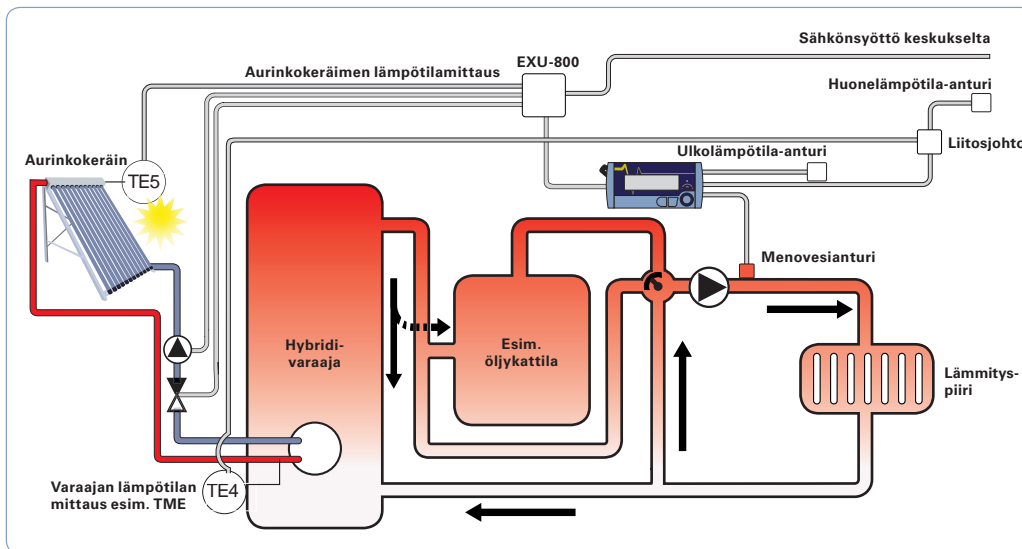 Sähkönsyöttö keskukselta
EXU-800
Aurinkokeräimen lämpötilamittaus
Huonelämpötila-anturi
Liitosjohto
Ulkolämpötila-anturi
Aurinkokeräin
TE5
Menovesianturi
Hybridi-
varaaja
Esim.
öljykattila
Lämmitys-
piiri
Varaajan lämpötilan
mittaus esim. TME
TE4